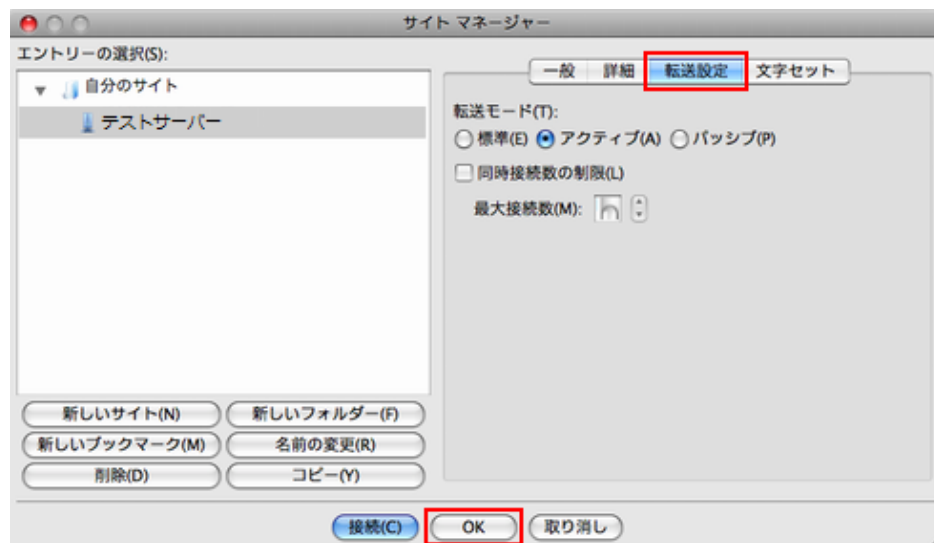 サイト マネージャー
エントリーの選択(S):
自分のサイト
テストサーバー
新しいサイト(N) 新しいフォルダー(F)
新しいブックマーク(M) 名前の変更(R)
削除(D) コピー(Y)
一般 詳細 転送設定 文字セット
転送モード(T):
標準(E) アクティブ(A) パッシブ(P)
同時接続数の制限(L)
最大接続数(M):
接続(C) OK 取り消し